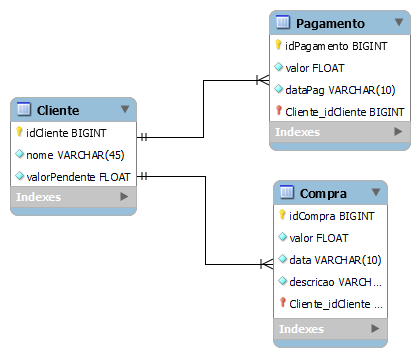 Pagamento
idPagamento BIGINT
valor FLOAT
dataPag VARCHAR(10)
Cliente_idCliente BIGINT
Indexes
Cliente
idCliente BIGINT
nome VARCHAR(45)
valorPendente FLOAT
Indexes
Compra
idCompra BIGINT
valor FLOAT
data VARCHAR(10)
descricao VARCH...
Cliente_idCliente ...
Indexes